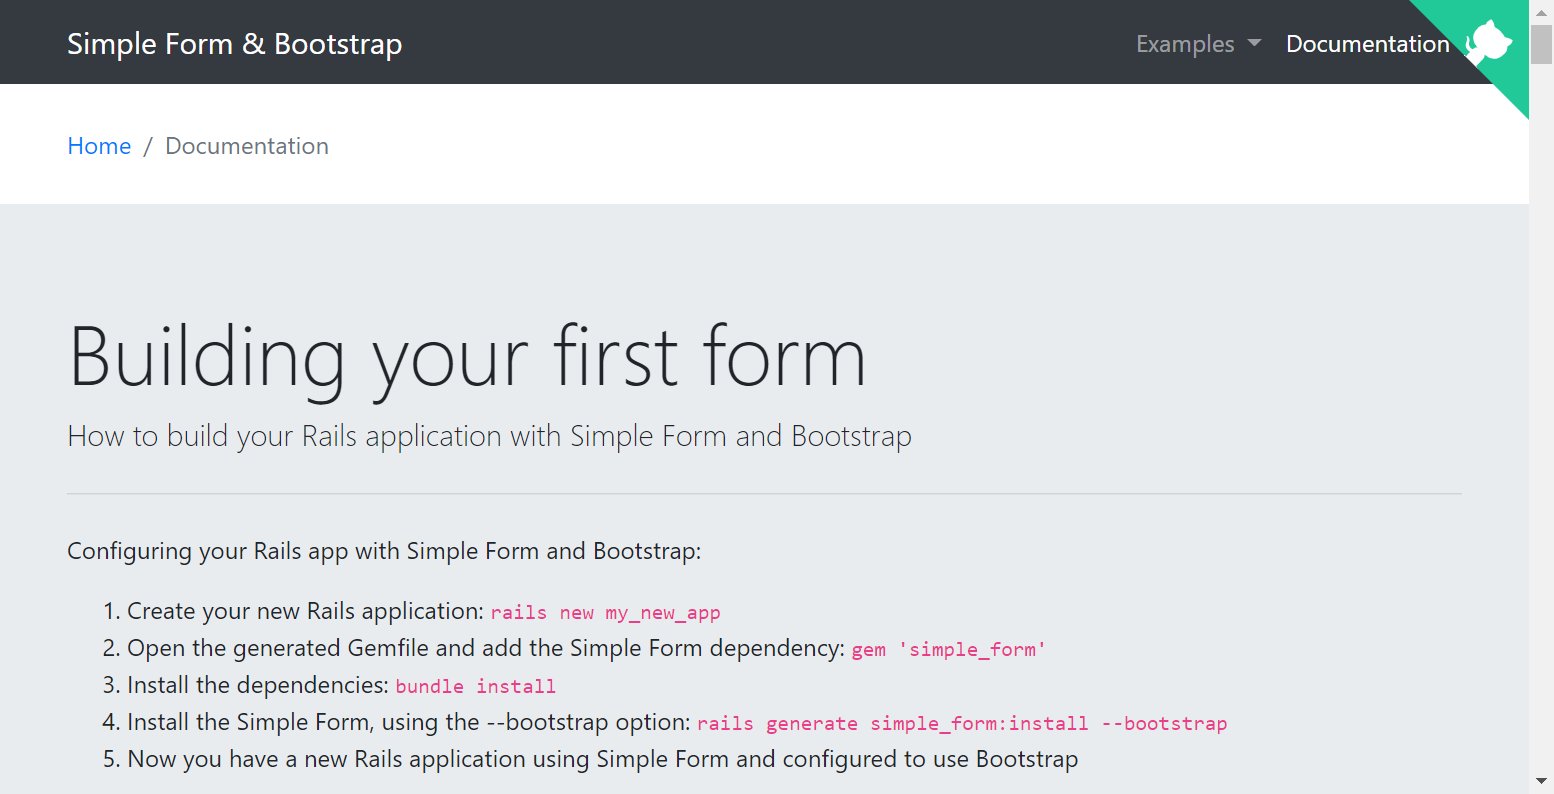 Simple Form & Bootstrap
Examples
Documentation
Home / Documentation
Building your first form
How to build your Rails application with Simple Form and Bootstrap
Configuring your Rails app with Simple Form and Bootstrap:
1. Create your new Rails application: rails new my_new_app
2. Open the generated Gemfile and add the Simple Form dependency: gem 'simple_form'
3. Install the dependencies: bundle install
4. Install the Simple Form, using the --bootstrap option: rails generate simple_form:install --bootstrap
5. Now you have a new Rails application using Simple Form and configured to use Bootstrap